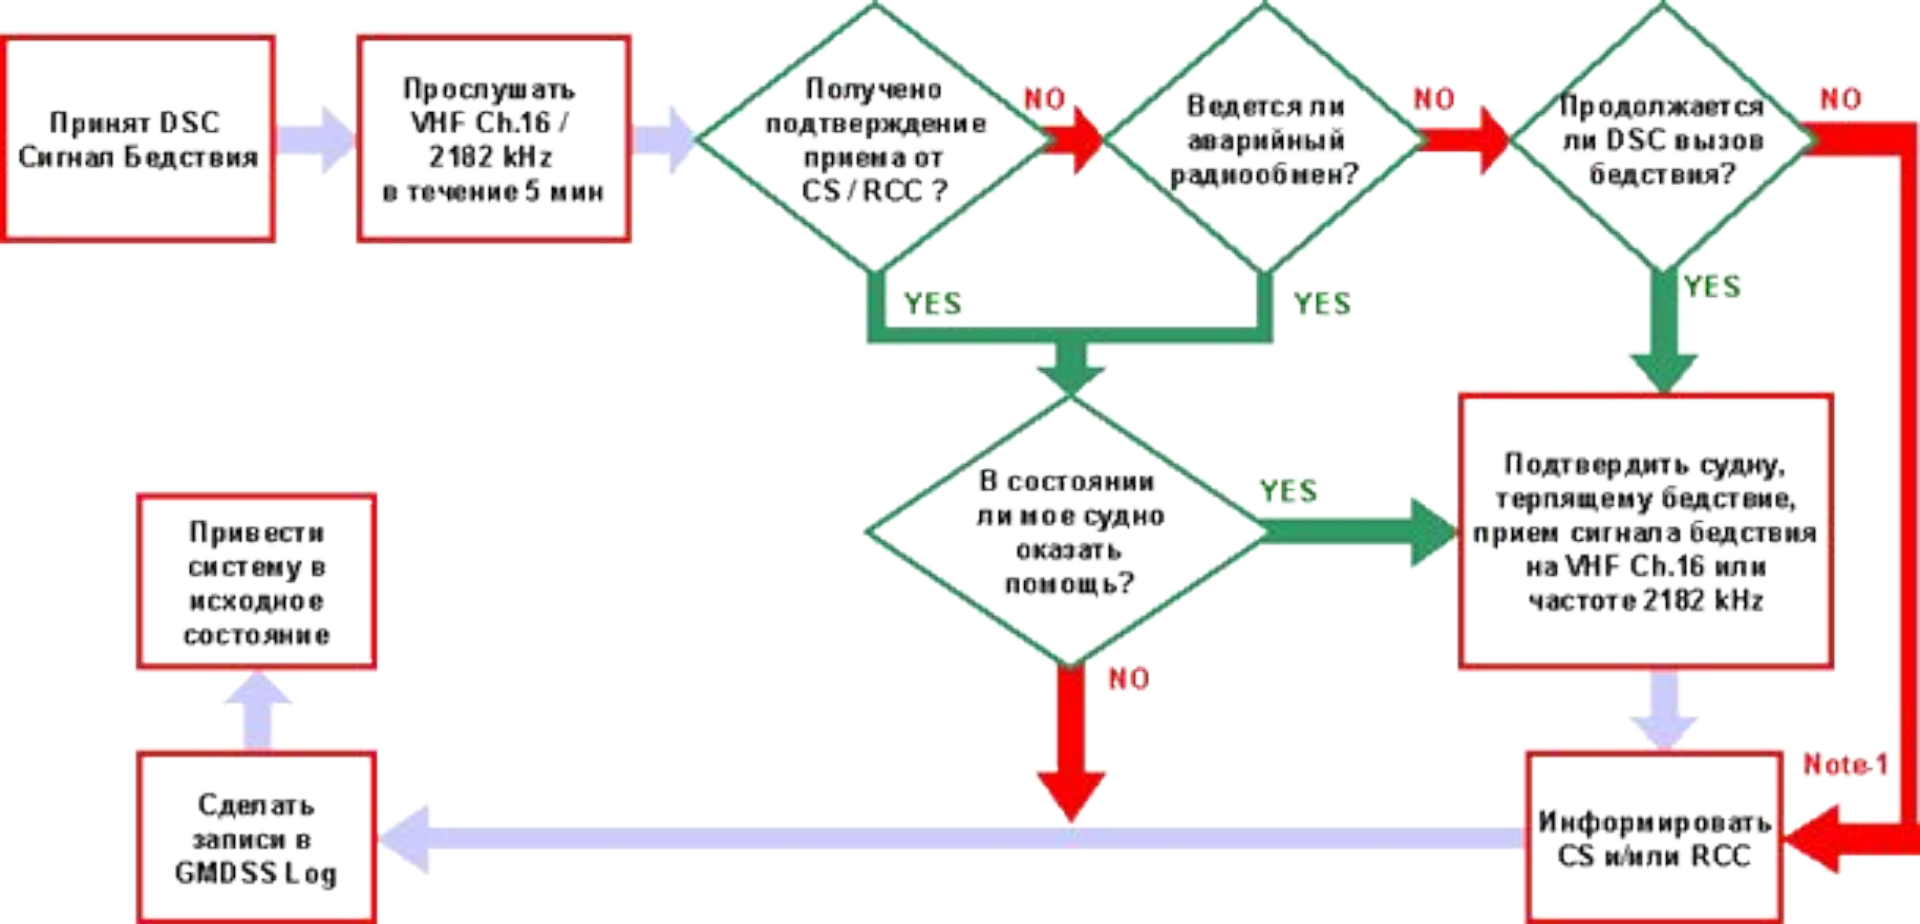 Принят DSC
Сигнал Бедствия
Прослушать
VHF Ch.16 /
2182 kHz
в течение 5 мин
Получено
подтверждение
приема от
CS / RCC ?
NO
Ведется ли
аварийный
радиообмен?
NO
Продолжается
ли DSC вызов
бедствия?
NO
YES
YES
YES
В состоянии
ли мое судно
оказать
помощь?
YES
NO
Подтвердить судну,
терпящему бедствие,
прием сигнала бедствия
на VHF Ch.16 или
частоте 2182 kHz
Привести
систему в
исходное
состояние
Note-1
Сделать
записи в
GMDSS Log
Информировать
CS и/или RCC